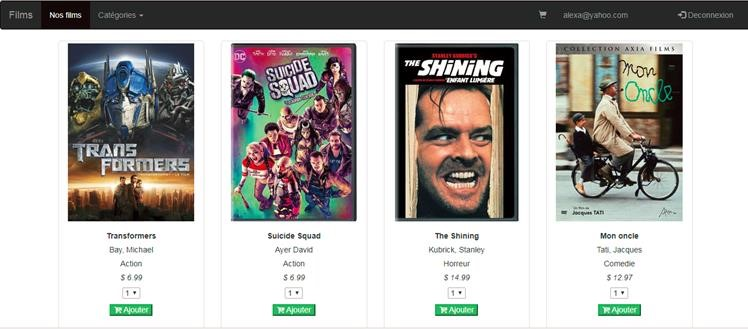 Films Nos films Catégories alexa@yahoo.com Deconnexion
TRANSFORMERS
DC
SUICIDE SQUAD
STANLEY KUBRICK'S
THE SHiNiNG
L'ENFANT LUMIÈRE
COLLECTION AXIA FILMS
Mon Oncle
Un film de
Jacques TATI
Transformers
Bay, Michael
Action
$ 6.99
1
Ajouter
Suicide Squad
Ayer David
Action
$ 6.99
1
Ajouter
The Shining
Kubrick, Stanley
Horreur
$ 14.99
1
Ajouter
Mon oncle
Tati, Jacques
Comedie
$ 12.97
1
Ajouter